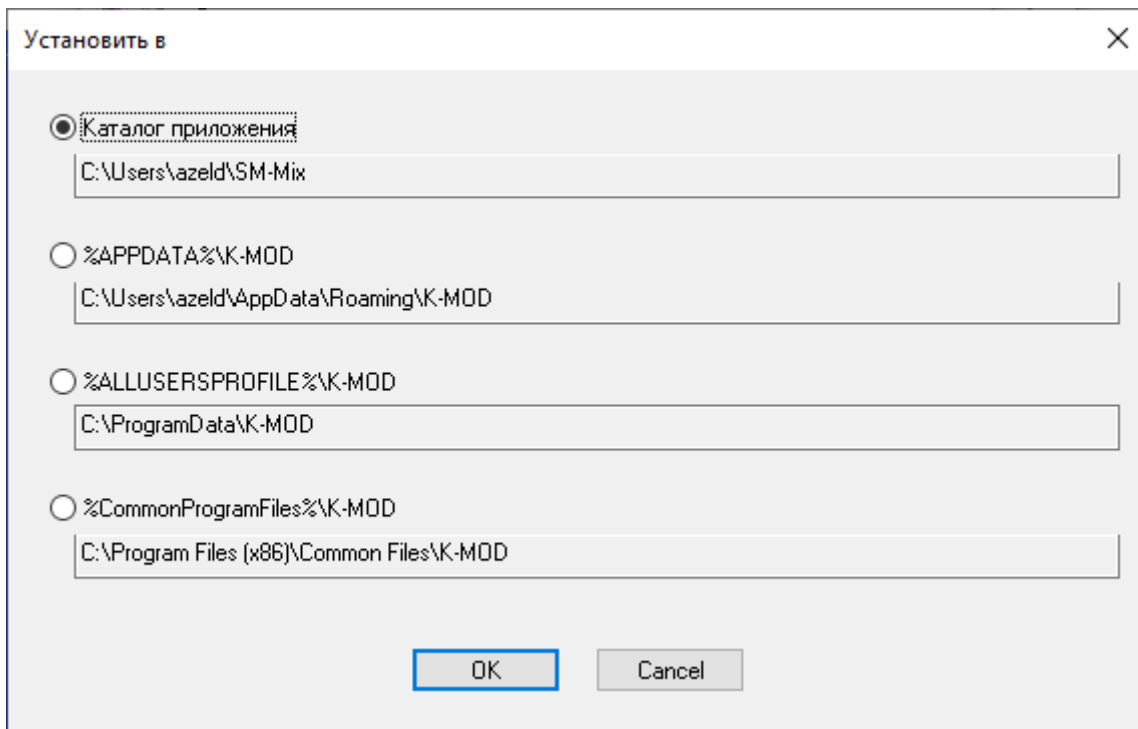 Установить в
Каталог приложения
C:\Users\azeld\SM-Mix
%APPDATA%\K-MOD
C:\Users\azeld\AppData\Roaming\K-MOD
%ALLUSERSPROFILE%\K-MOD
C:\ProgramData\K-MOD
%CommonProgramFiles%\K-MOD
C:\Program Files (x86)\Common Files\K-MOD
OK Cancel